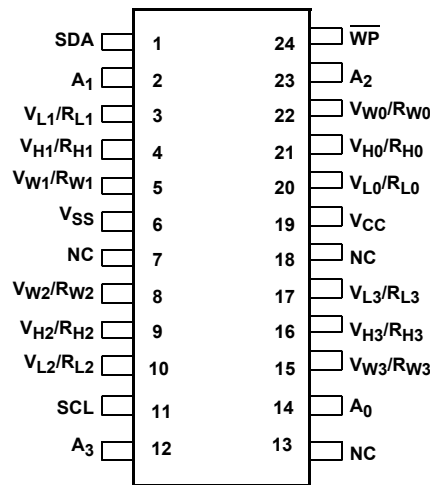 SDA 1 24 W̅P̅
A1 2 23 A2
VL1/RL1 3 22 VW0/RW0
VH1/RH1 4 21 VH0/RH0
VW1/RW1 5 20 VL0/RL0
VSS 6 19 VCC
NC 7 18 NC
VW2/RW2 8 17 VL3/RL3
VH2/RH2 9 16 VH3/RH3
VL2/RL2 10 15 VW3/RW3
SCL 11 14 A0
A3 12 13 NC